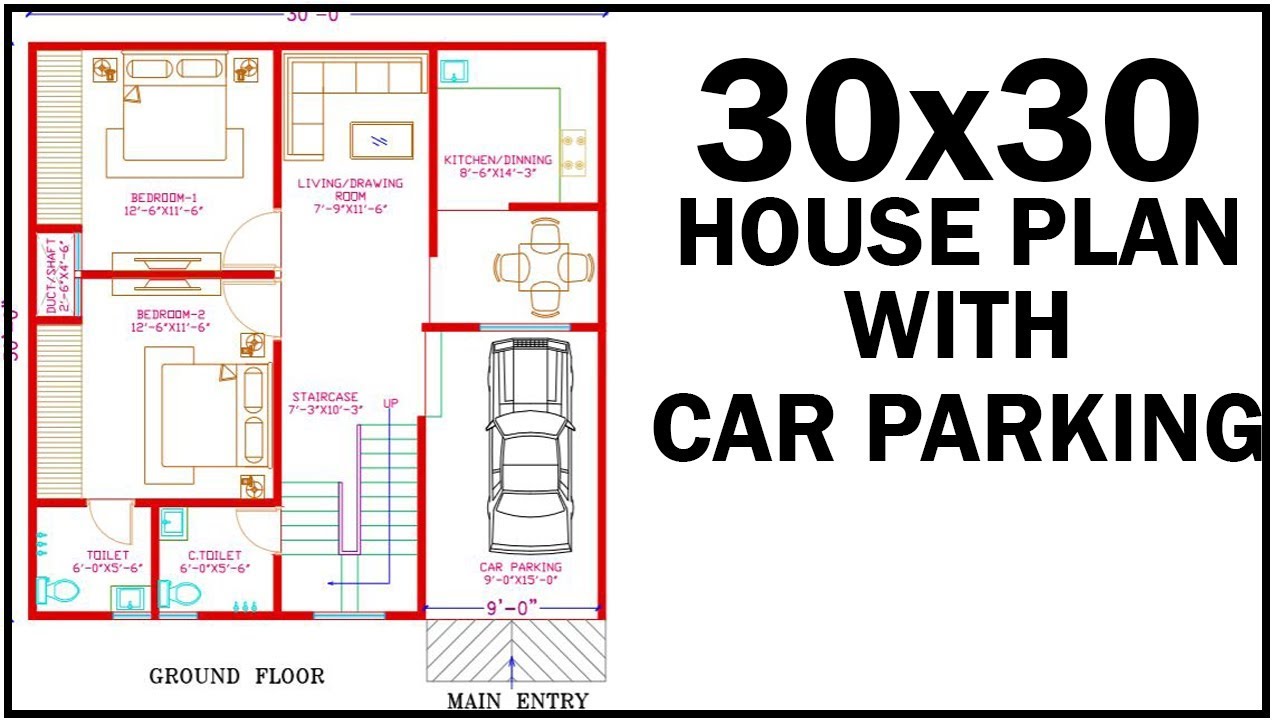 30'-0"
BEDROOM-1
12'-6"X11'-6"
LIVING/DRAWING
ROOM
7'-9"X11'-6"
KITCHEN/DINNING
8'-6"X14'-3"
DUCT/SHAFT
2'-6"X4'-6"
30'-0"
BEDROOM-2
12'-6"X11'-6"
STAIRCASE
7'-3"X10'-3"
UP
TOILET
6'-0"X5'-6"
C.TOILET
6'-0"X5'-6"
CAR PARKING
9'-0"X15'-0"
9'-0"
GROUND FLOOR
MAIN ENTRY
30x30
HOUSE PLAN
WITH
CAR PARKING